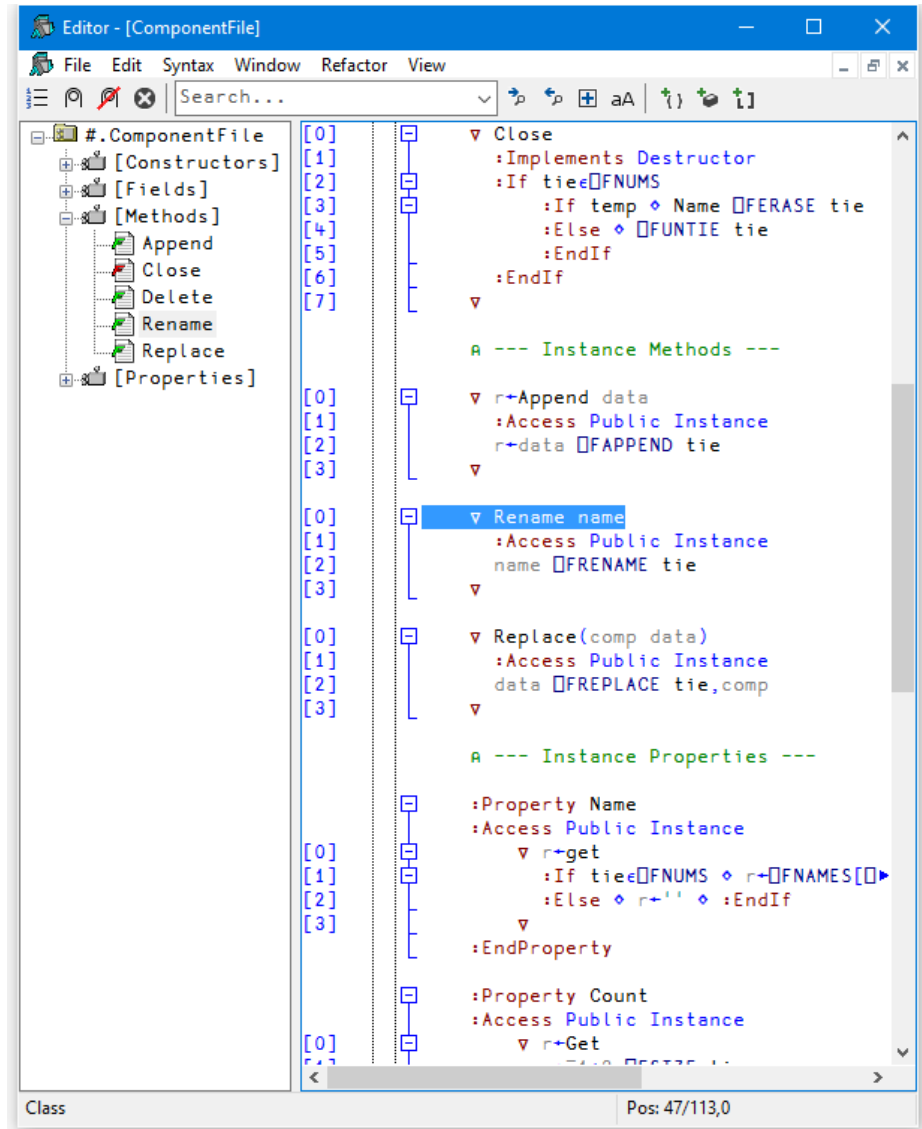 Editor - [ComponentFile]
File Edit Syntax Window Refactor View
Search... aA
#.ComponentFile
[Constructors]
[Fields]
[Methods]
Append
Close
Delete
Rename
Replace
[Properties]
[0] ∇ Close
[1] :Implements Destructor
[2] :If tie∊⎕FNUMS
[3] :If temp ⋄ Name ⎕FERASE tie
[4] :Else ⋄ ⎕FUNTIE tie
[5] :EndIf
[6] :EndIf
[7] ∇
⍝ --- Instance Methods ---
[0] ∇ r←Append data
[1] :Access Public Instance
[2] r←data ⎕FAPPEND tie
[3] ∇
[0] ∇ Rename name
[1] :Access Public Instance
[2] name ⎕FRENAME tie
[3] ∇
[0] ∇ Replace(comp data)
[1] :Access Public Instance
[2] data ⎕FREPLACE tie,comp
[3] ∇
⍝ --- Instance Properties ---
:Property Name
:Access Public Instance
[0] ∇ r←get
[1] :If tie∊⎕FNUMS ⋄ r←⎕FNAMES[⎕
[2] :Else ⋄ r←'' ⋄ :EndIf
[3] ∇
:EndProperty
:Property Count
:Access Public Instance
[0] ∇ r←Get
Class Pos: 47/113,0